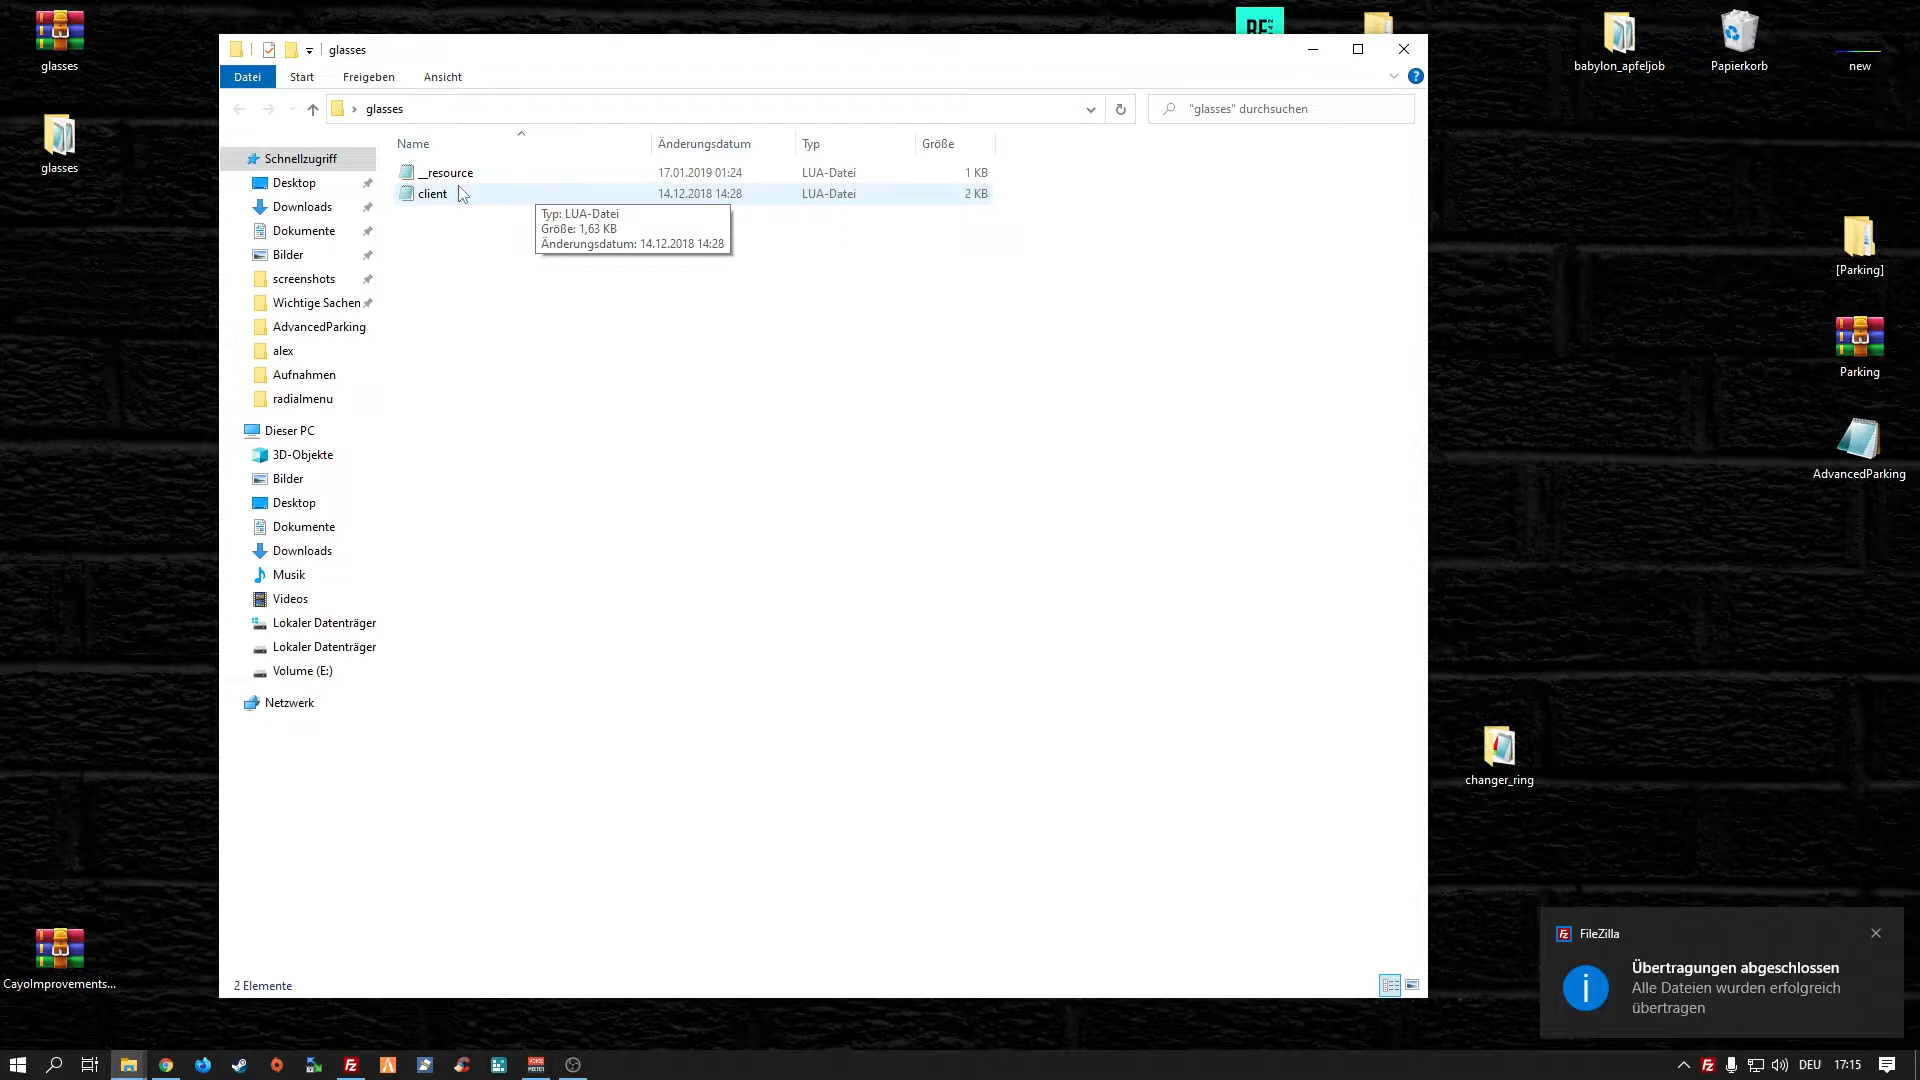 glasses
glasses
babylon_apfeljob
Papierkorb
new
[Parking]
Parking
AdvancedParking
changer_ring
CayoImprovements...
glasses
Datei
Start
Freigeben
Ansicht
glasses
"glasses" durchsuchen
Name
Änderungsdatum
Typ
Größe
__resource
17.01.2019 01:24
LUA-Datei
1 KB
client
14.12.2018 14:28
LUA-Datei
2 KB
Typ: LUA-Datei
Größe: 1,63 KB
Änderungsdatum: 14.12.2018 14:28
Schnellzugriff
Desktop
Downloads
Dokumente
Bilder
screenshots
Wichtige Sachen
AdvancedParking
alex
Aufnahmen
radialmenu
Dieser PC
3D-Objekte
Bilder
Desktop
Dokumente
Downloads
Musik
Videos
Lokaler Datenträger
Lokaler Datenträger
Volume (E:)
Netzwerk
2 Elemente
FileZilla
Übertragungen abgeschlossen
Alle Dateien wurden erfolgreich
übertragen
DEU
17:15